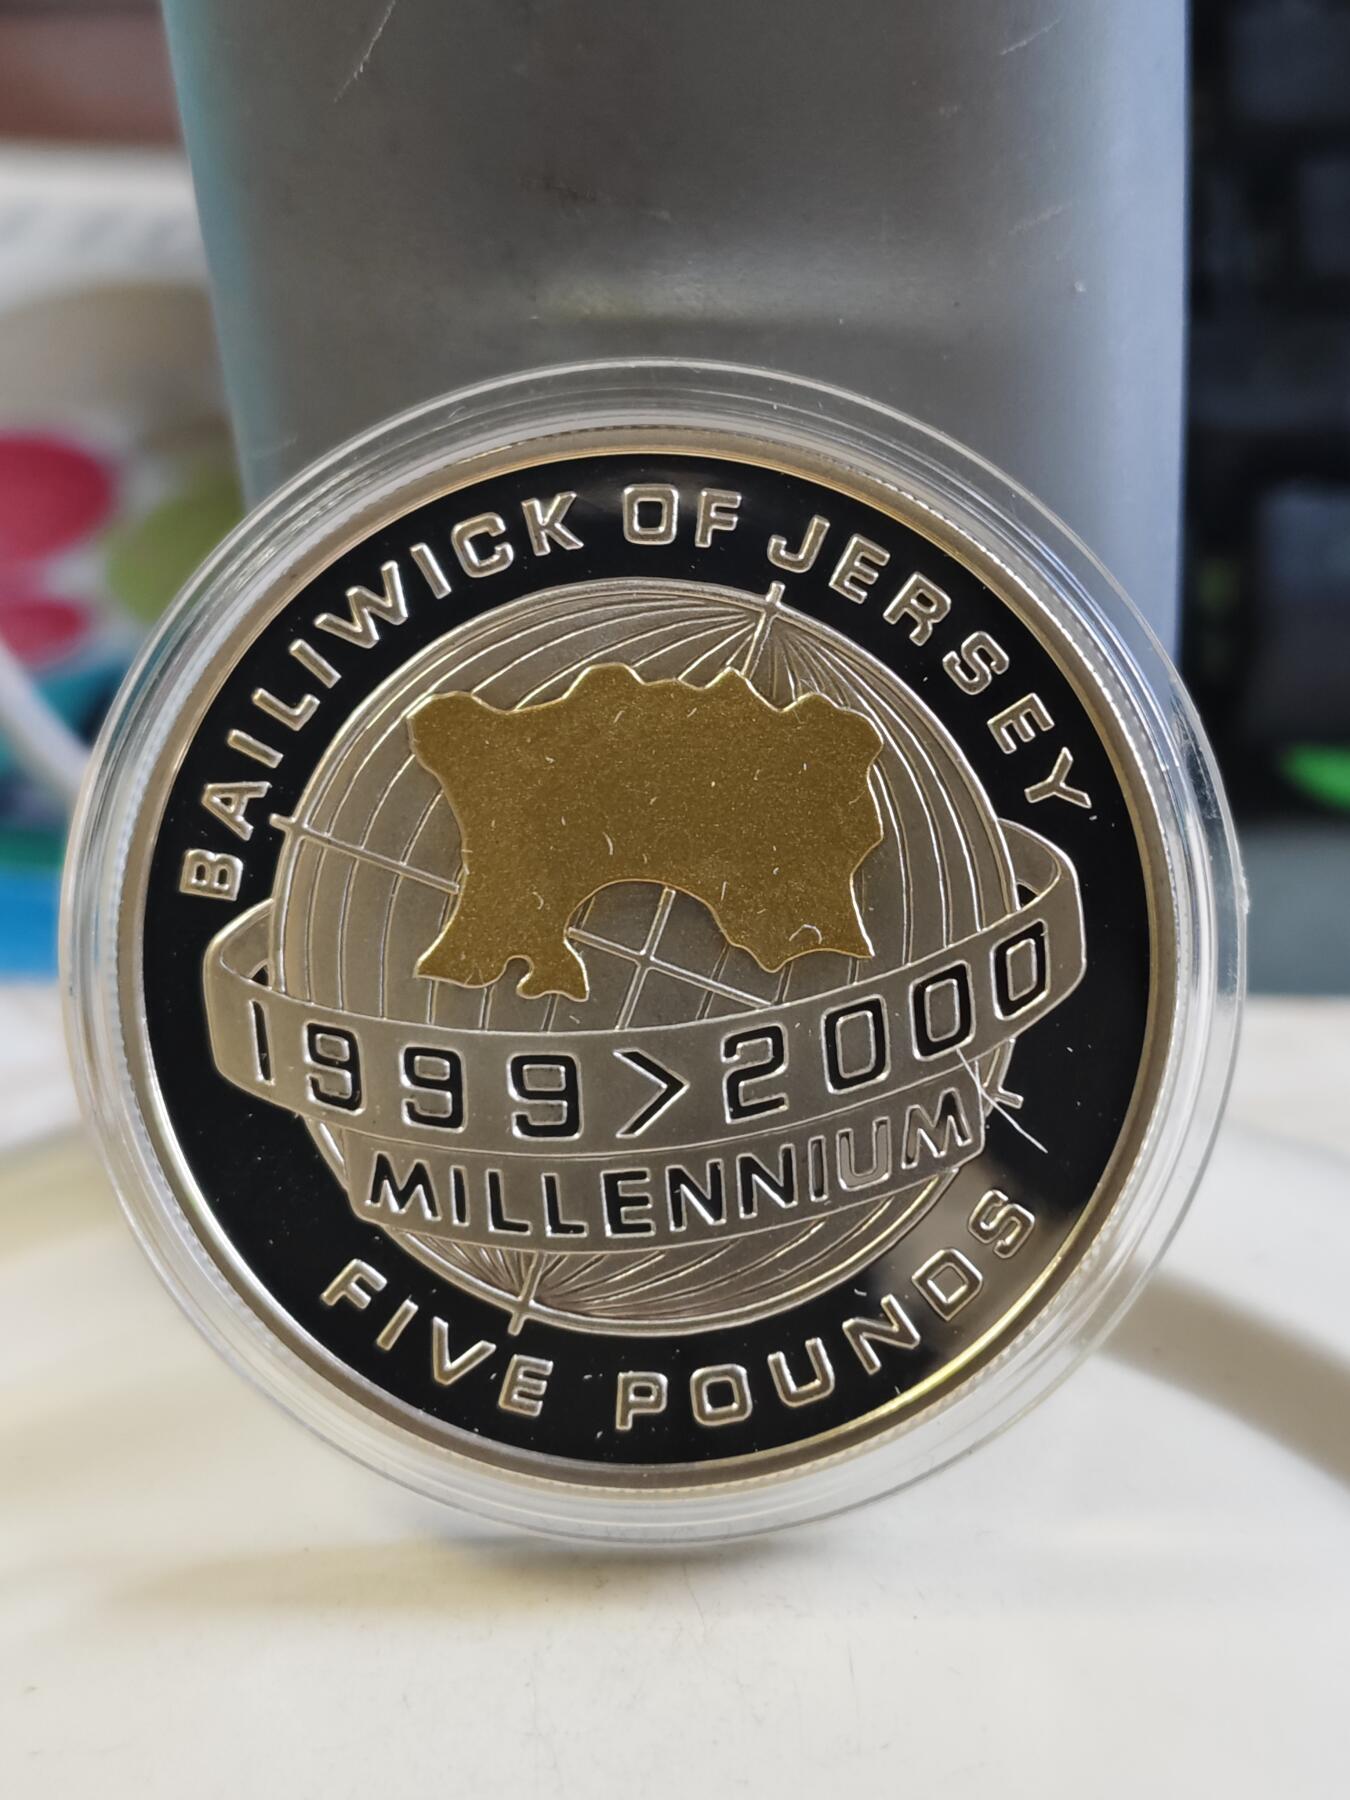 BAILIWICK OF JERSEY
1999>2000
MILLENNIUM
FIVE POUNDS